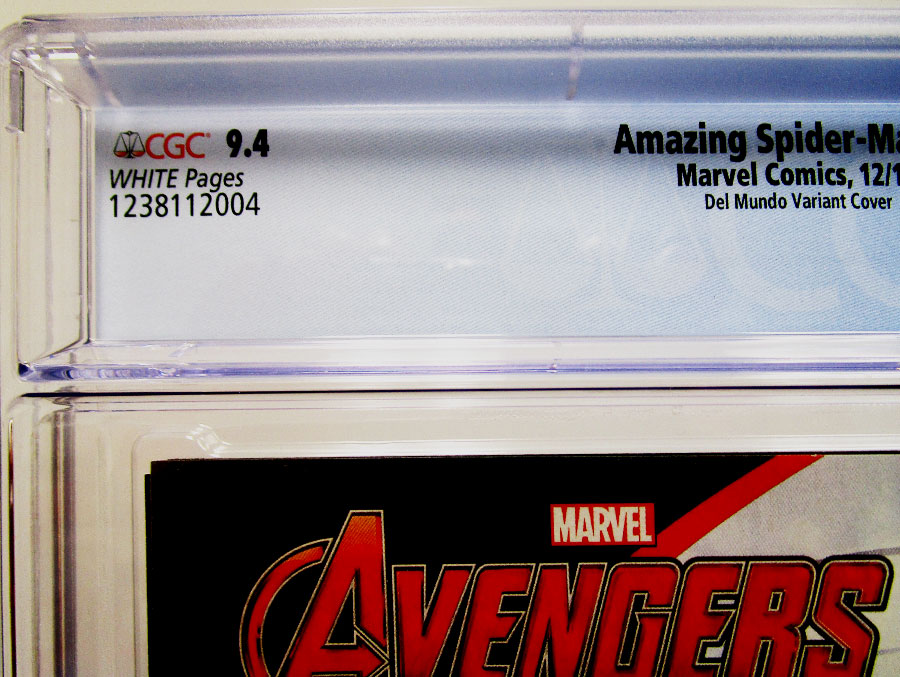 CGC 9.4
WHITE Pages
1238112004
Amazing Spider-Ma
Marvel Comics, 12/1
Del Mundo Variant Cover
MARVEL
AVENGERS